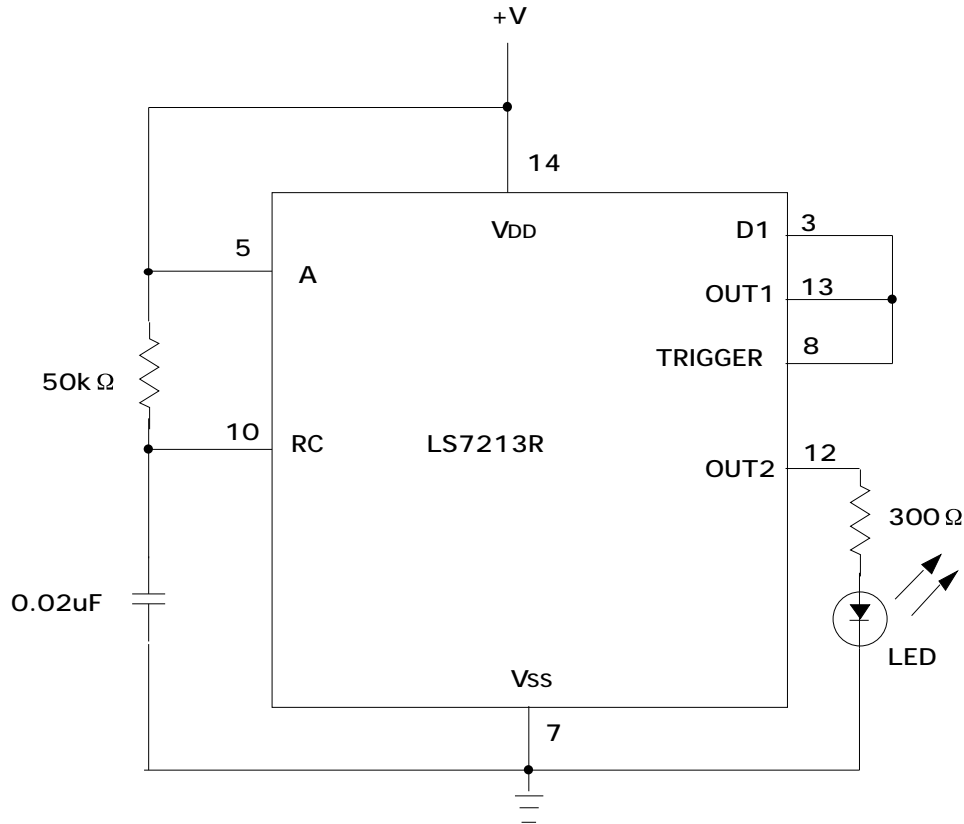 +V
14
VDD
D1
3
5
A
OUT1
13
TRIGGER
8
50k Ω
10
RC
LS7213R
OUT2
12
300 Ω
0.02uF
LED
VSS
7